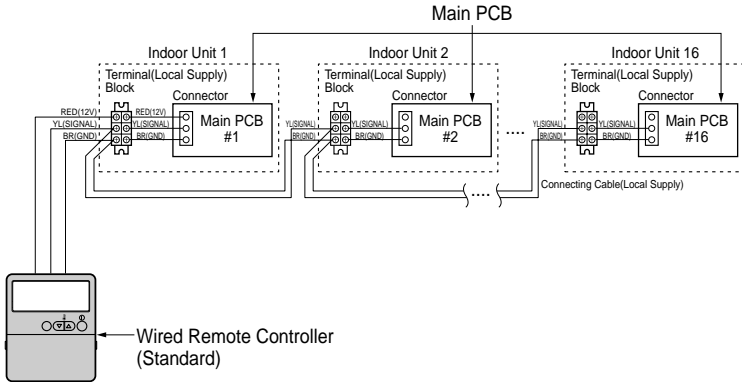 Main PCB
Indoor Unit 1
Indoor Unit 2
Indoor Unit 16
Terminal(Local Supply)
Block
Connector
Terminal(Local Supply)
Block
Connector
Terminal(Local Supply)
Block
Connector
RED(12V)
YL(SIGNAL)
BR(GND)
RED(12V)
YL(SIGNAL)
BR(GND)
Main PCB
#1
YL(SIGNAL)
BR(GND)
YL(SIGNAL)
BR(GND)
Main PCB
#2
....
YL(SIGNAL)
BR(GND)
YL(SIGNAL)
BR(GND)
Main PCB
#16
....
Connecting Cable(Local Supply)
Wired Remote Controller
(Standard)